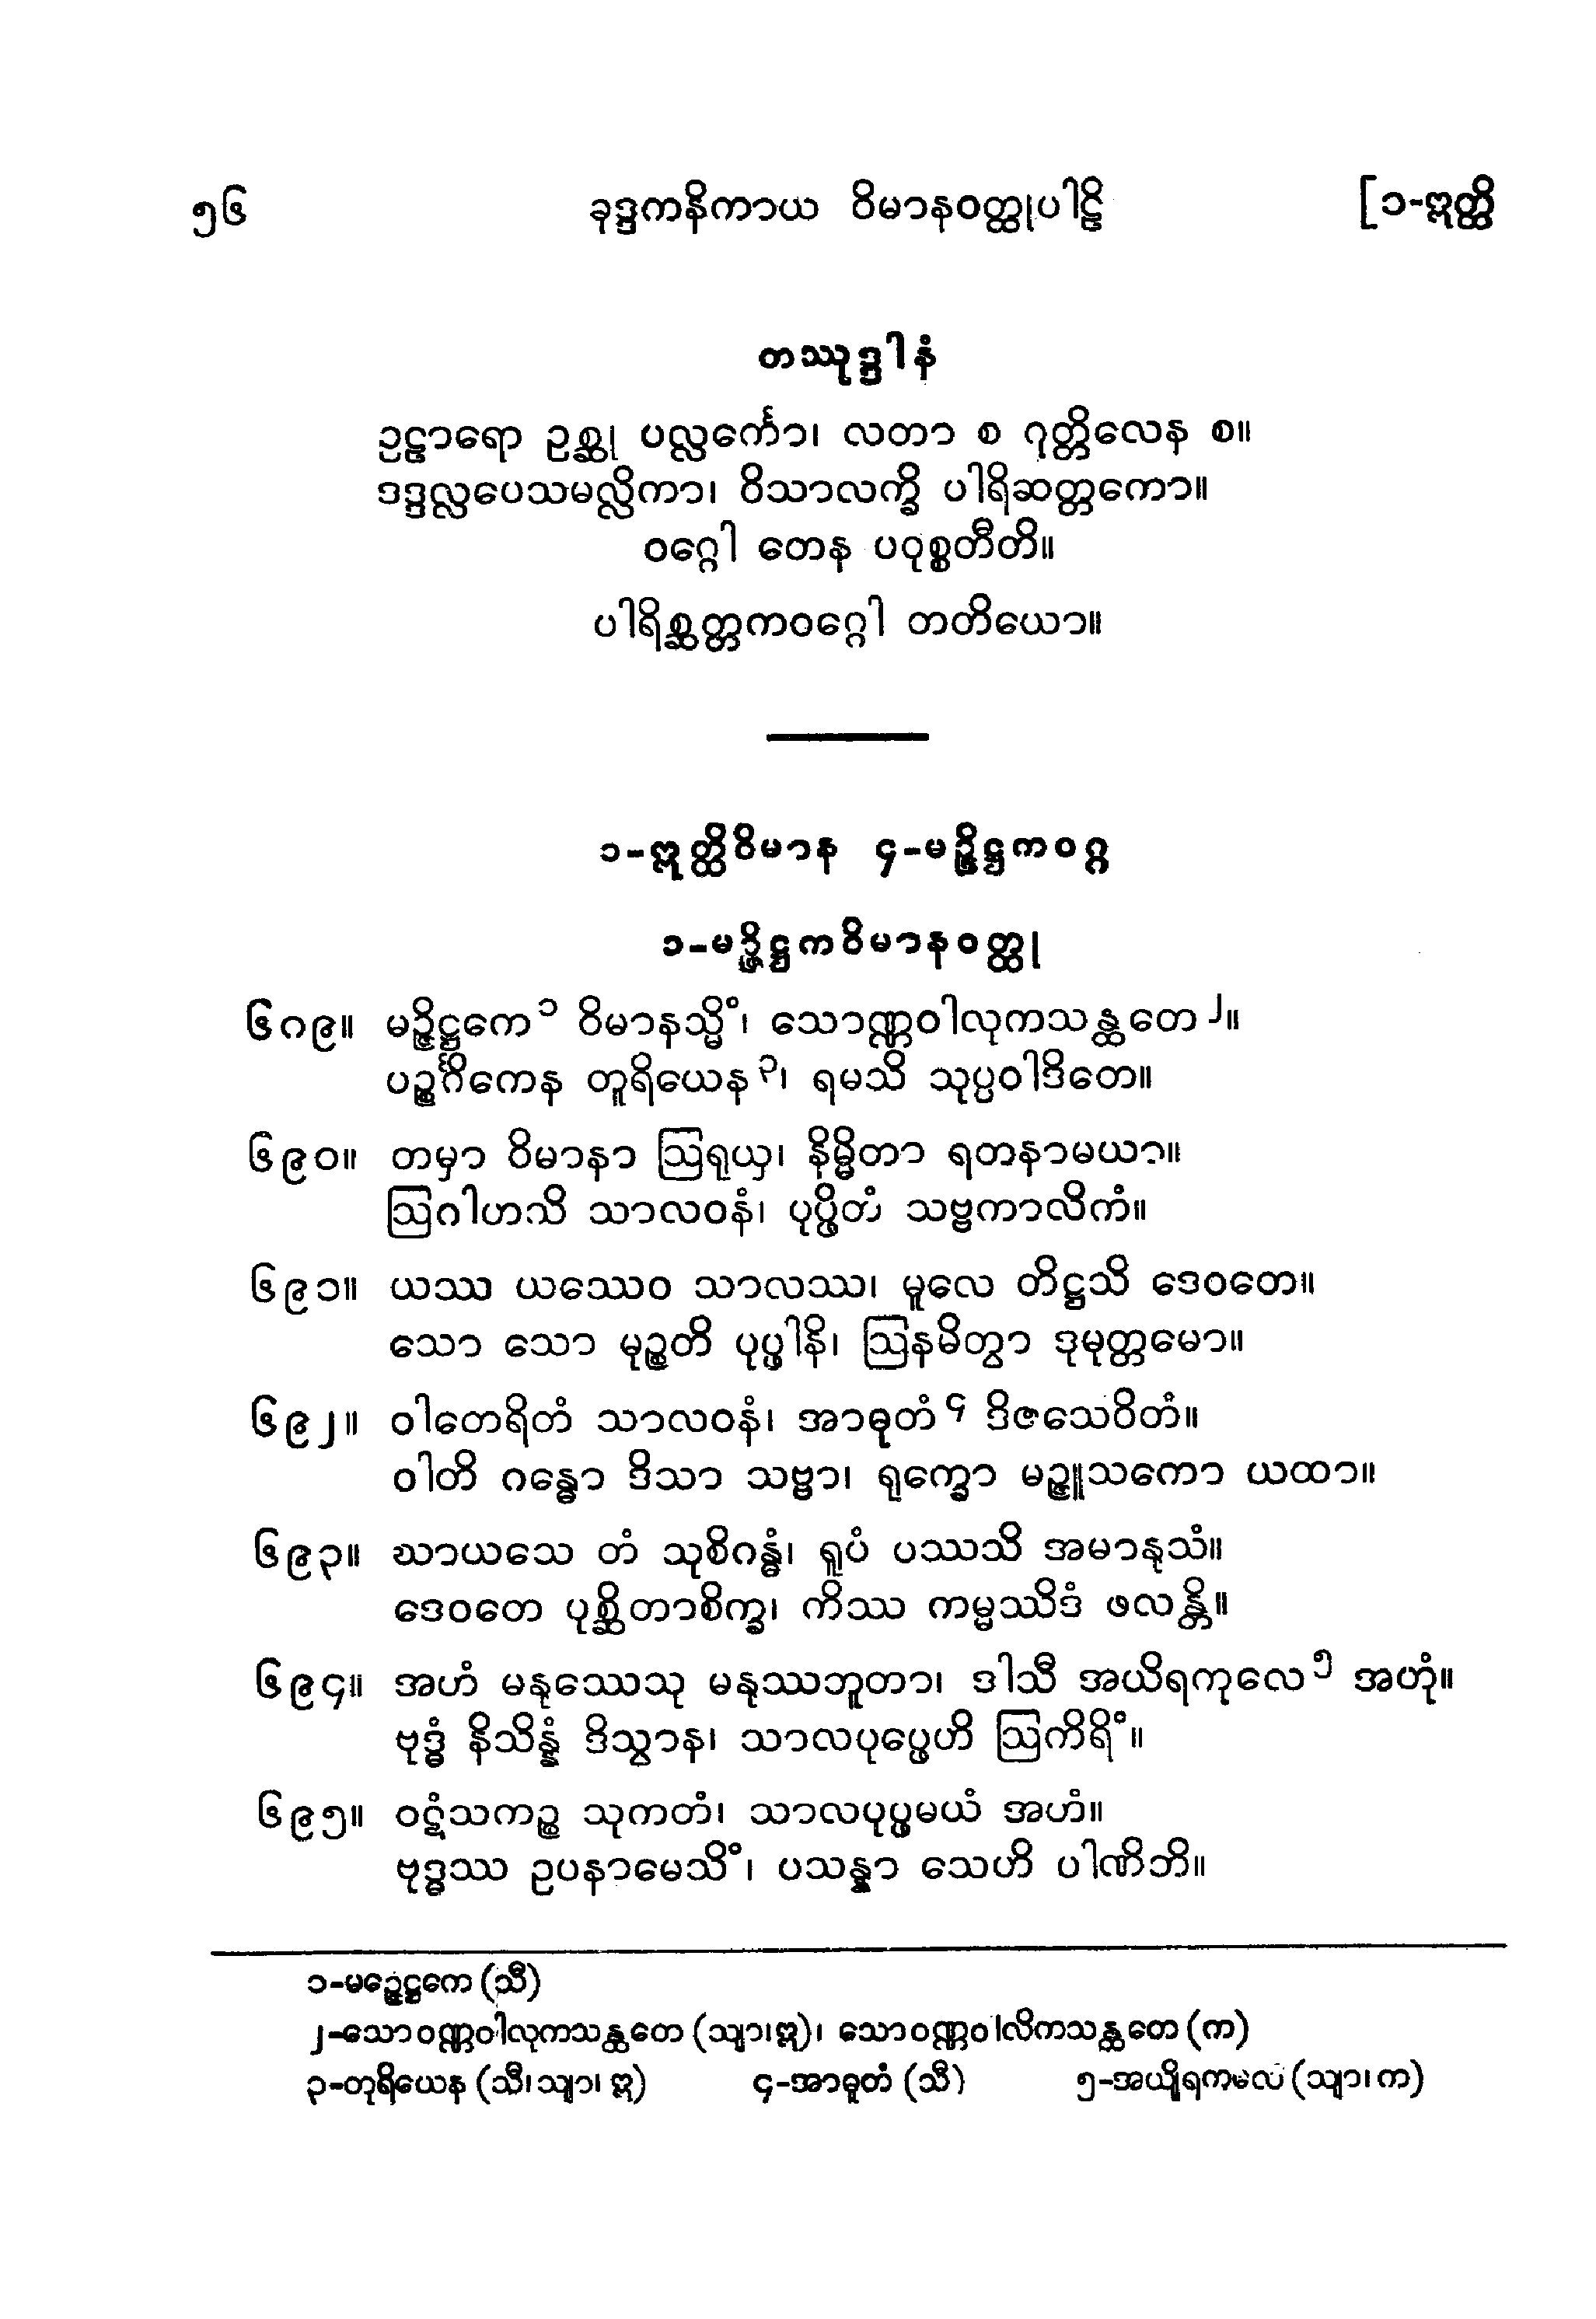 ၅၆ ခုဒ္ဒကနိကာယ ဝိမာနဝတ္ထုပါဠိ [၁-ဣတ္ထိ
တဿုဒ္ဒါနံ
ဥဠာရော ဥစ္ဆု ပလ္လင်္ကော၊ လတာ စ ဂုတ္တိလေန စ။
ဒဒ္ဒလ္လပေသမလ္လိကာ၊ ဝိသာလက္ခိ ပါရိဆတ္တကော။
ဝဂ္ဂေါ တေန ပဝုစ္စတီတိ။
ပါရိစ္ဆတ္တကဝဂ္ဂေါ တတိယော။
၁-ဣတ္ထိဝိမာန ၄-မဉ္ဇိဋ္ဌကဝဂ္ဂ
၁-မဉ္ဇိဋ္ဌကဝိမာနဝတ္ထု
၆၈၉။ မဉ္ဇိဋ္ဌကေ ၁ ဝိမာနသ္မိံ၊ သောဏ္ဏဝါလုကသန္ထတေ ၂။
ပဉ္စင်္ဂိကေန တူရိယေန ၃၊ ရမသိ သုပ္ပဝါဒိတေ။
၆၉၀။ တမှာ ဝိမာနာ ဩရုယှ၊ နိမ္မိတာ ရတနာမယာ။
ဩဂါဟသိ သာလဝနံ၊ ပုပ္ဖိတံ သဗ္ဗကာလိကံ။
၆၉၁။ ယဿ ယဿေဝ သာလဿ၊ မူလေ တိဋ္ဌသိ ဒေဝတေ။
သော သော မုဉ္စတိ ပုပ္ဖါနိ၊ ဩနမိတွာ ဒုမုတ္တမော။
၆၉၂။ ဝါတေရိတံ သာလဝနံ၊ အာဓုတံ ၄ ဒိဇသေဝိတံ။
ဝါတိ ဂန္ဓော ဒိသာ သဗ္ဗာ၊ ရုက္ခော မဉ္ဇူသကော ယထာ။
၆၉၃။ ဃာယသေ တံ သုစိဂန္ဓံ၊ ရူပံ ပဿသိ အမာနုသံ။
ဒေဝတေ ပုစ္ဆိတာစိက္ခ၊ ကိဿ ကမ္မဿိဒံ ဖလန္တိ။
၆၉၄။ အဟံ မနုဿေသု မနုဿဘူတာ၊ ဒါသီ အယိရကုလေ ၅ အဟုံ။
ဗုဒ္ဓံ နိသိန္နံ ဒိသွာန၊ သာလပုပ္ဖေဟိ ဩကိရိံ။
၆၉၅။ ဝဋံသကဉ္စ သုကတံ၊ သာလပုပ္ဖမယံ အဟံ။
ဗုဒ္ဓဿ ဥပနာမေသိံ၊ ပသန္နာ သေဟိ ပါဏိဘိ။
၁-မဉ္ဇေဋ္ဌကေ (သီ)
၂-သောဝဏ္ဏဝါလုကသန္ထတေ (သျာ၊ ဣ)၊ သောဝဏ္ဏဝါလိကသန္ထတေ (က)
၃-တုရိယေန (သီ၊ သျာ၊ ဣ) ၄-အာဓူတံ (သီ) ၅-(သျာ၊ က)